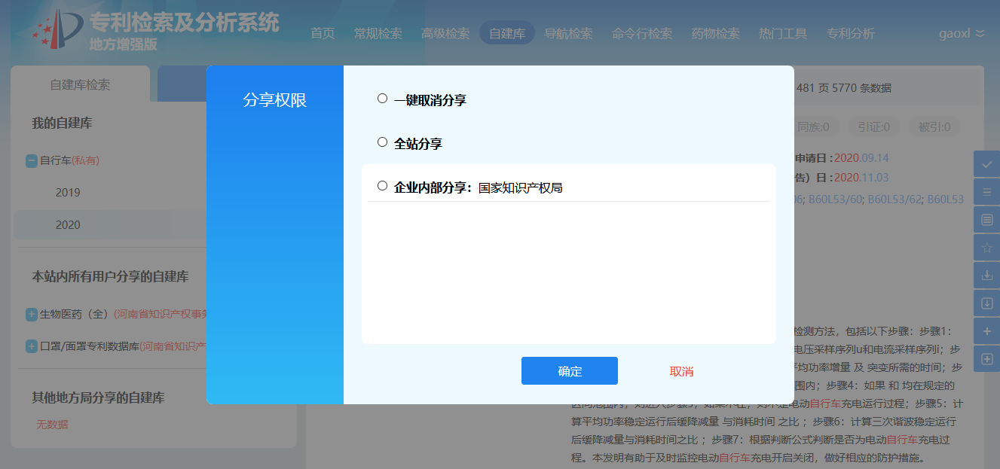 专利检索及分析系统
地方增强版
首页 常规检索 高级检索 自建库 导航检索 命令行检索 药物检索 热门工具 专利分析 gaoxl
自建库检索
我的自建库
自行车(私有)
2019
2020
本站内所有用户分享的自建库
生物医药（全）(河南省知识产权事务
口罩/面罩专利数据库(河南省知识产
其他地方局分享的自建库
无数据
分享权限
一键取消分享
全站分享
企业内部分享：国家知识产权局
确定 取消
481 页 5770 条数据
同族:0 引证:0 被引:0
申请日 :2020.09.14
告）日 :2020.11.03
06; B60L53/60; B60L53/62; B60L53
检测方法，包括以下步骤：步骤1：
电压采样序列u和电流采样序列i；步
平均功率增量 及 突变所需的时间；步
围内；步骤4：如果 和 均在规定的
区间范围内，则进入步骤5，如果不在，则不是电动自行车充电运行过程；步骤5：计
算平均功率稳定运行后缓降减量 与消耗时间 之比 ；步骤6：计算三次谐波稳定运行
后缓降减量与消耗时间之比 ；步骤7：根据判断公式判断是否为电动自行车充电过
程。本发明有助于及时监控电动自行车充电开启关闭，做好相应的防护措施。